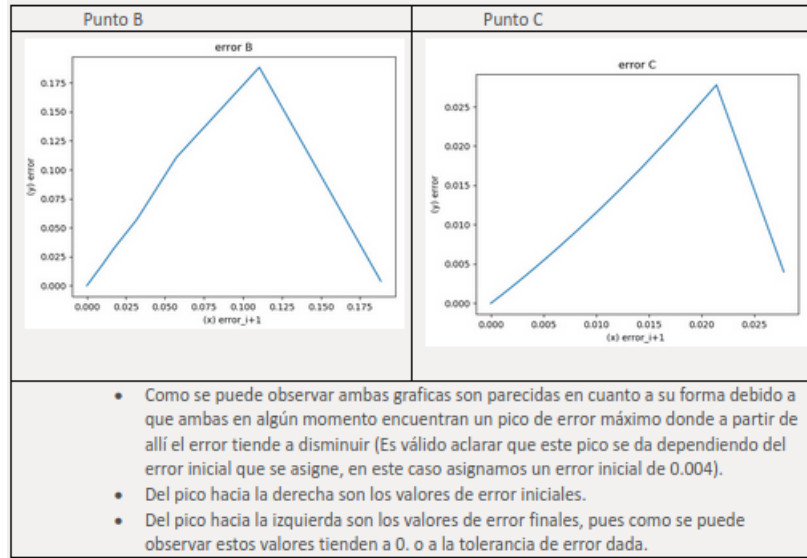 Punto B
Punto C
error B
0.175
0.150
0.125
0.100
0.075
0.050
0.025
0.000
(y) error
0.000 0.025 0.050 0.075 0.100 0.125 0.150 0.175
(x) error_i+1
error C
0.025
0.020
0.015
0.010
0.005
0.000
(y) error
0.000 0.005 0.010 0.015 0.020 0.025
(x) error_i+1
• Como se puede observar ambas graficas son parecidas en cuanto a su forma debido a
que ambas en algún momento encuentran un pico de error máximo donde a partir de
allí el error tiende a disminuir (Es válido aclarar que este pico se da dependiendo del
error inicial que se asigne, en este caso asignamos un error inicial de 0.004).
• Del pico hacia la derecha son los valores de error iniciales.
• Del pico hacia la izquierda son los valores de error finales, pues como se puede
observar estos valores tienden a 0. o a la tolerancia de error dada.